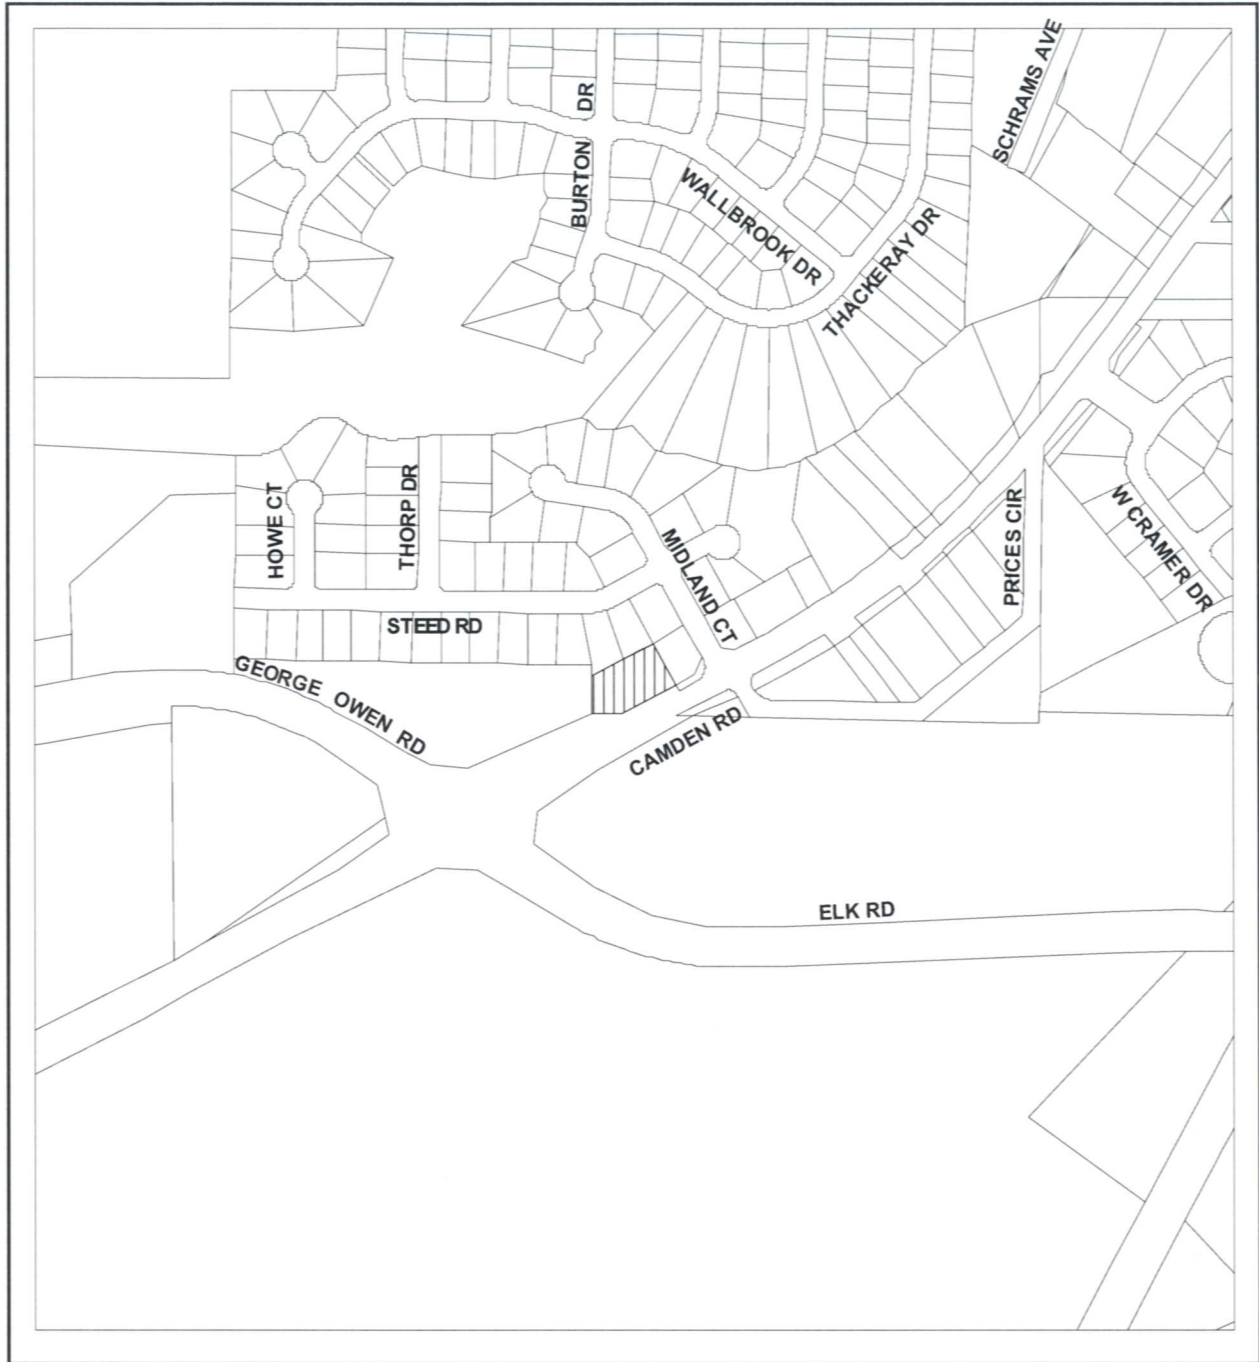 SCHRAMS AVE
BURTON DR
WALLBROOK DR
THACKERAY DR
HOWE CT
THORP DR
MIDLAND CT
PRICES CIR
W CRAMER DR
STEED RD
GEORGE OWEN RD
CAMDEN RD
ELK RD